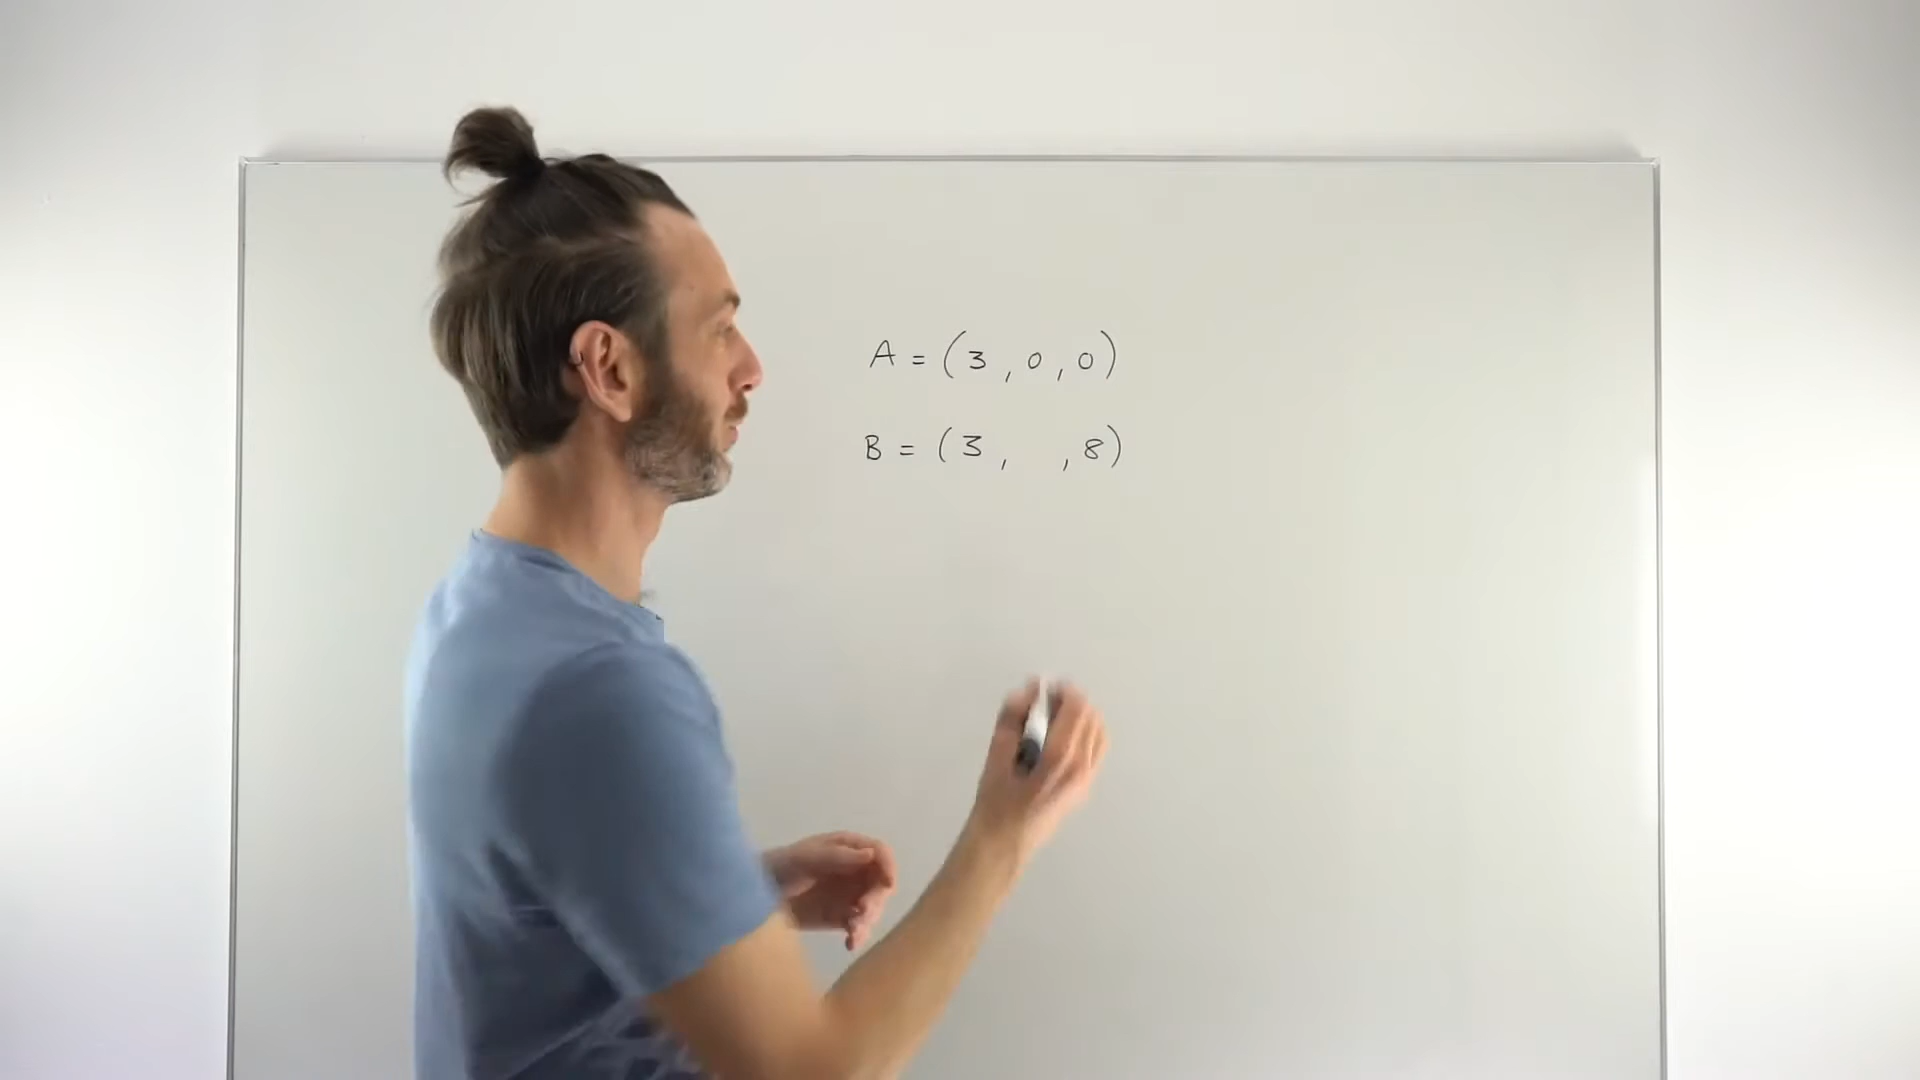 A = (3, 0, 0)
B = (3, , 8)